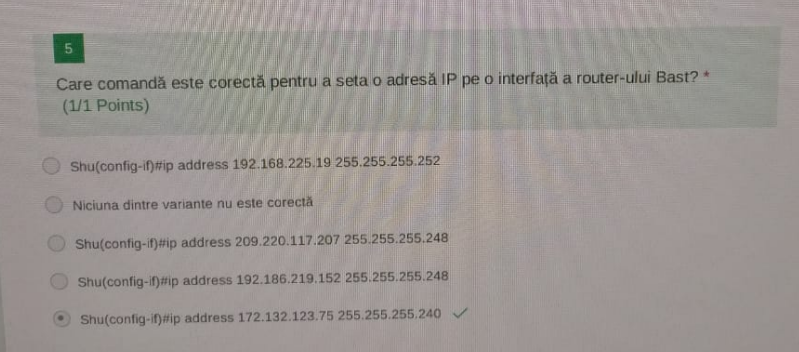 5
Care comandă este corectă pentru a seta o adresă IP pe o interfață a router-ului Bast? *
(1/1 Points)
Shu(config-if)#ip address 192.168.225.19 255.255.255.252
Niciuna dintre variante nu este corectă
Shu(config-if)#ip address 209.220.117.207 255.255.255.248
Shu(config-if)#ip address 192.186.219.152 255.255.255.248
Shu(config-if)#ip address 172.132.123.75 255.255.255.240